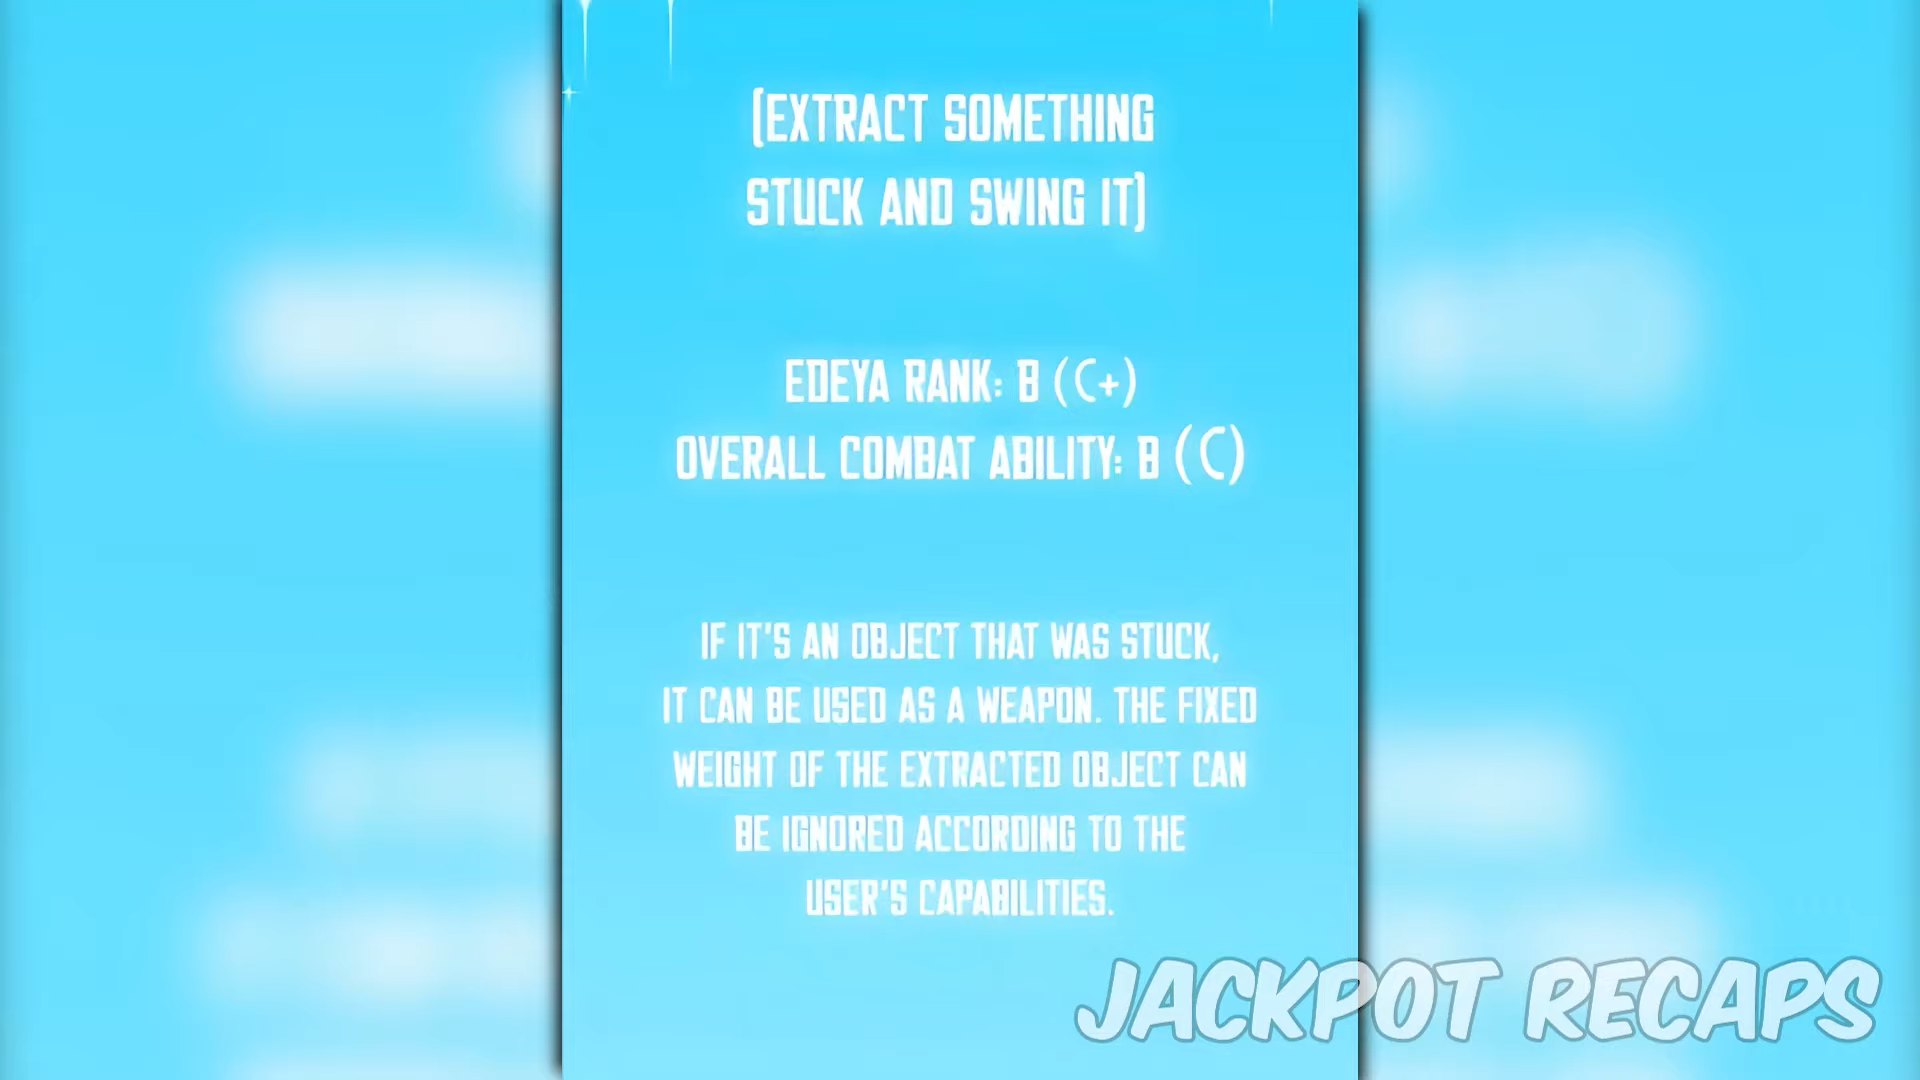 [EXTRACT SOMETHING
STUCK AND SWING IT]
EDEYA RANK: B (C+)
OVERALL COMBAT ABILITY: B (C)
IF IT'S AN OBJECT THAT WAS STUCK,
IT CAN BE USED AS A WEAPON. THE FIXED
WEIGHT OF THE EXTRACTED OBJECT CAN
BE IGNORED ACCORDING TO THE
USER'S CAPABILITIES.
JACKPOT RECAPS